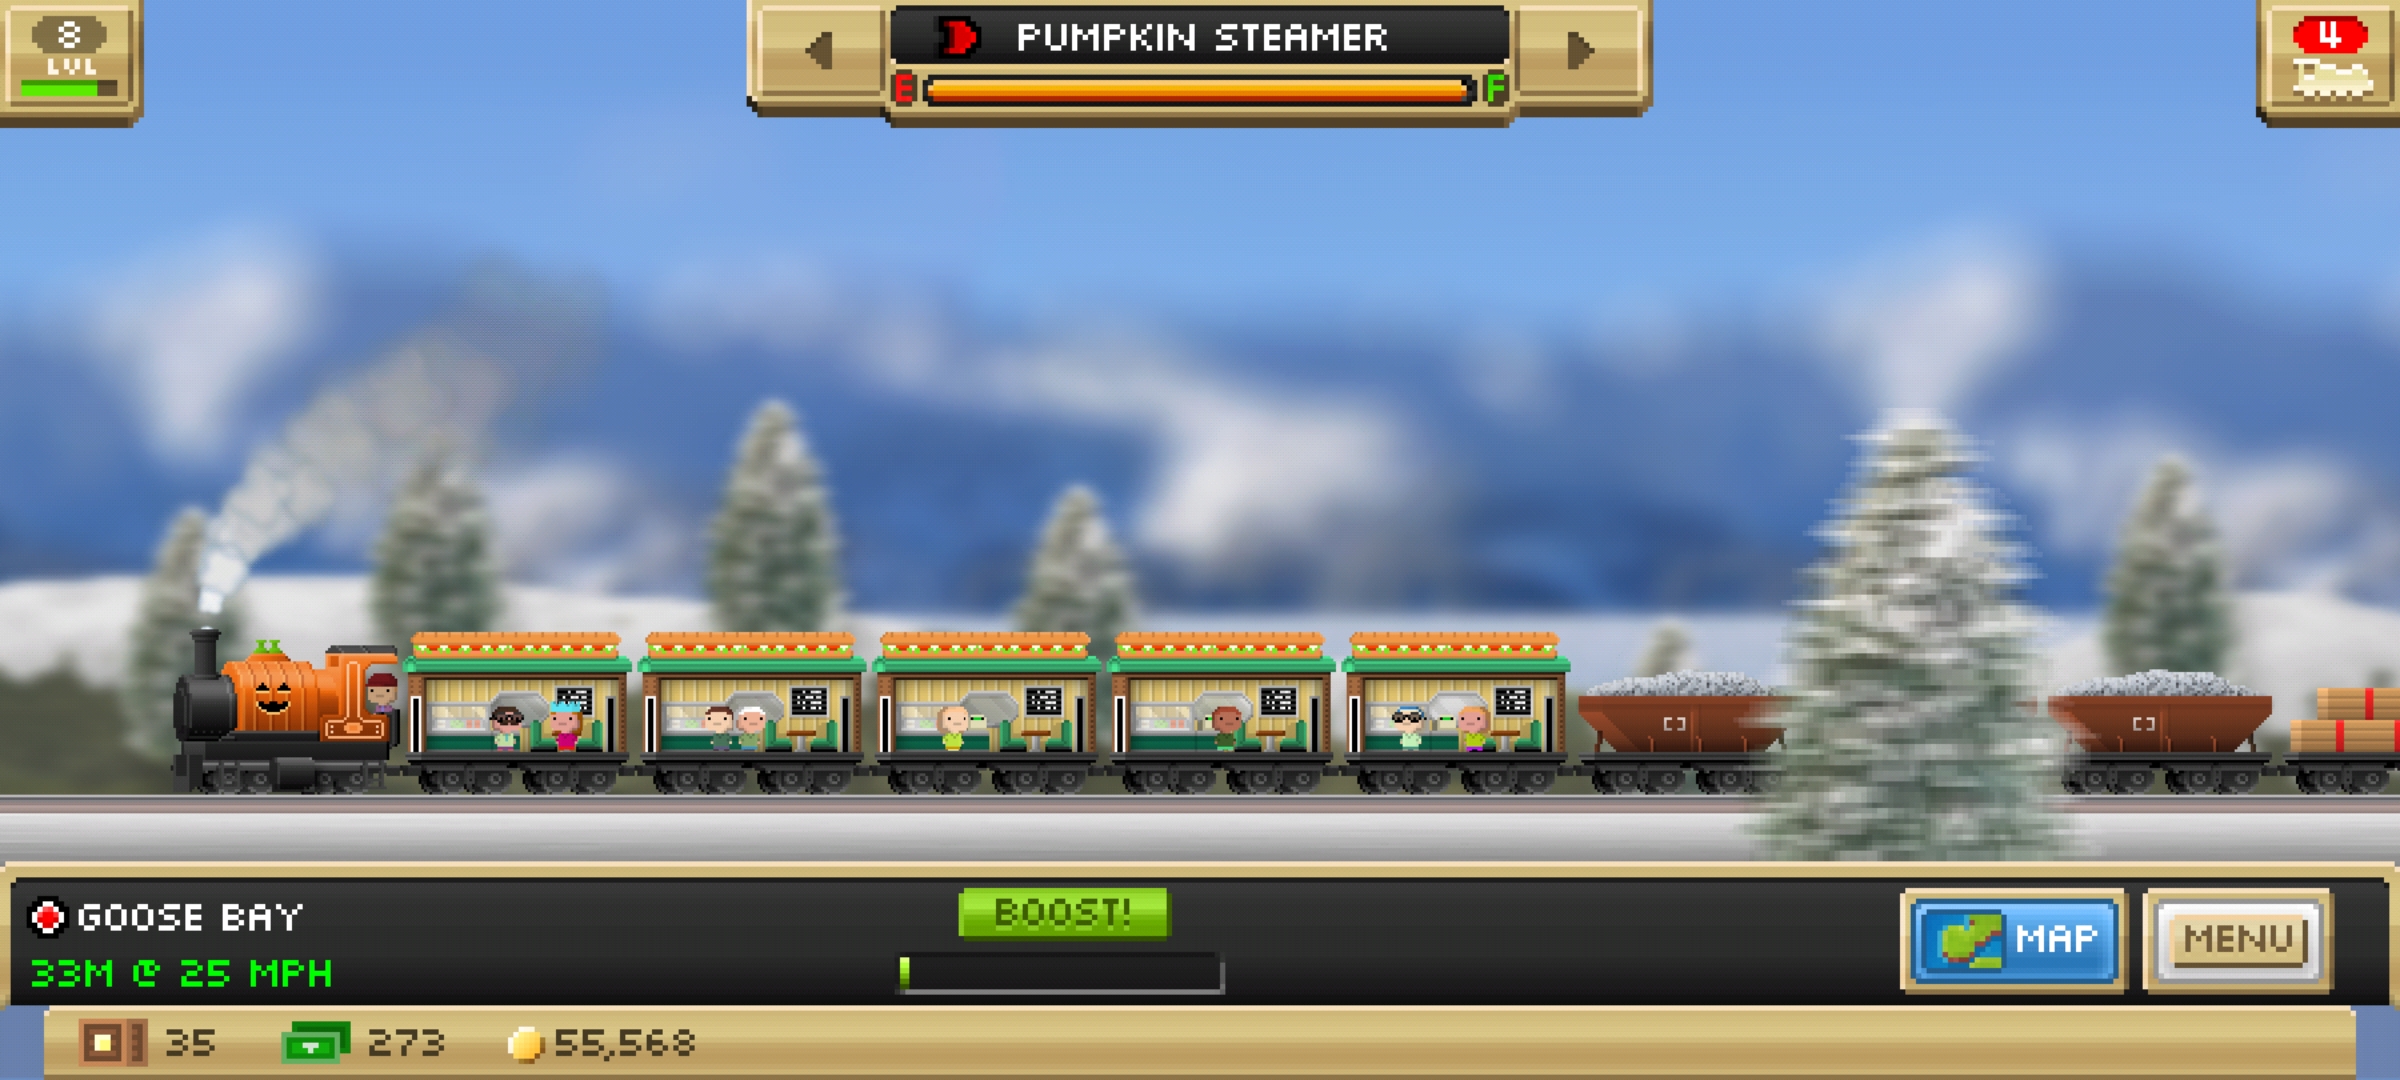 8
LVL
PUMPKIN STEAMER
E F
4
GOOSE BAY
33M @ 25 MPH
BOOST!
MAP
MENU
35 273 55,568